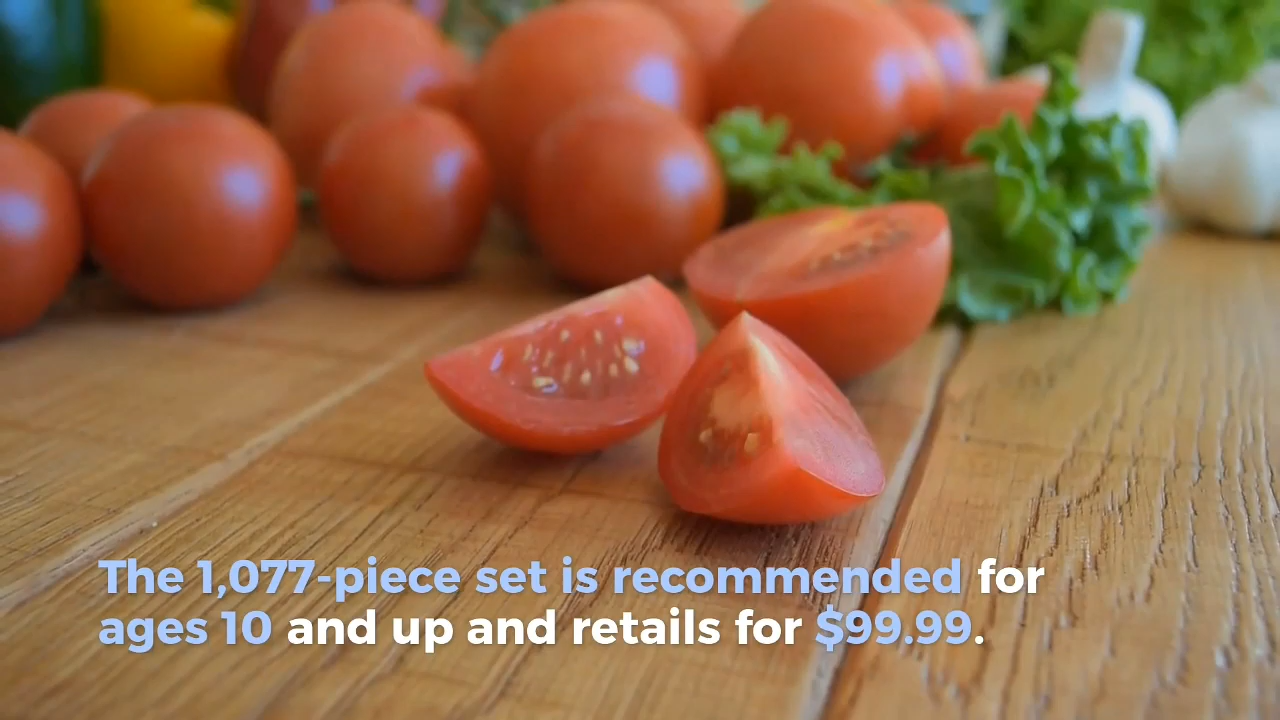 The 1,077-piece set is recommended for
ages 10 and up and retails for $99.99.